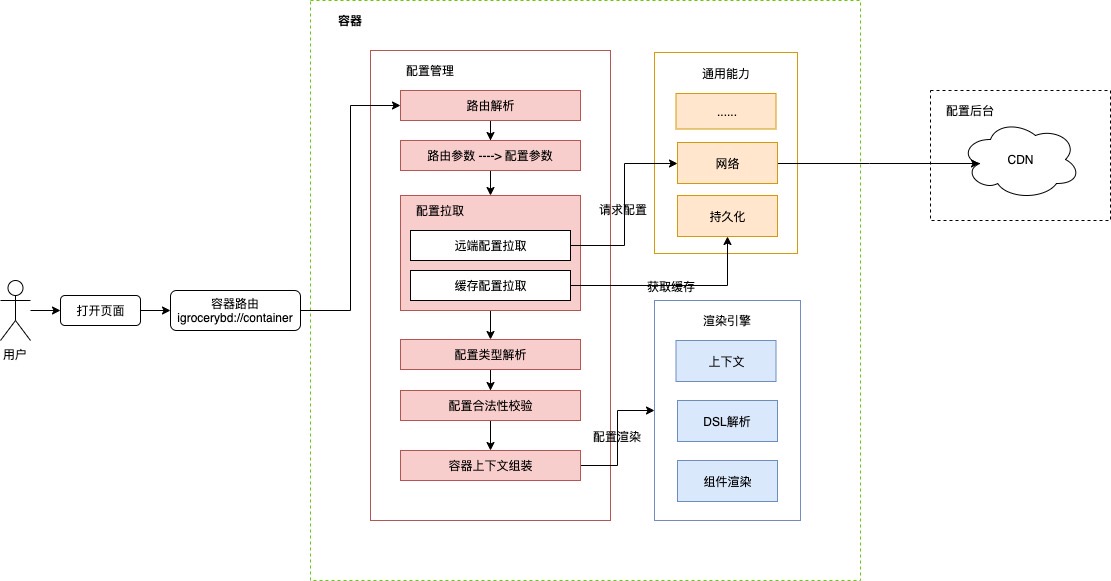 容器
配置管理
路由解析
路由参数 ----> 配置参数
配置拉取
远端配置拉取
缓存配置拉取
配置类型解析
配置合法性校验
容器上下文组装
请求配置
获取缓存
配置渲染
通用能力
......
网络
持久化
渲染引擎
上下文
DSL解析
组件渲染
配置后台
CDN
用户
打开页面
容器路由
igrocerybd://container